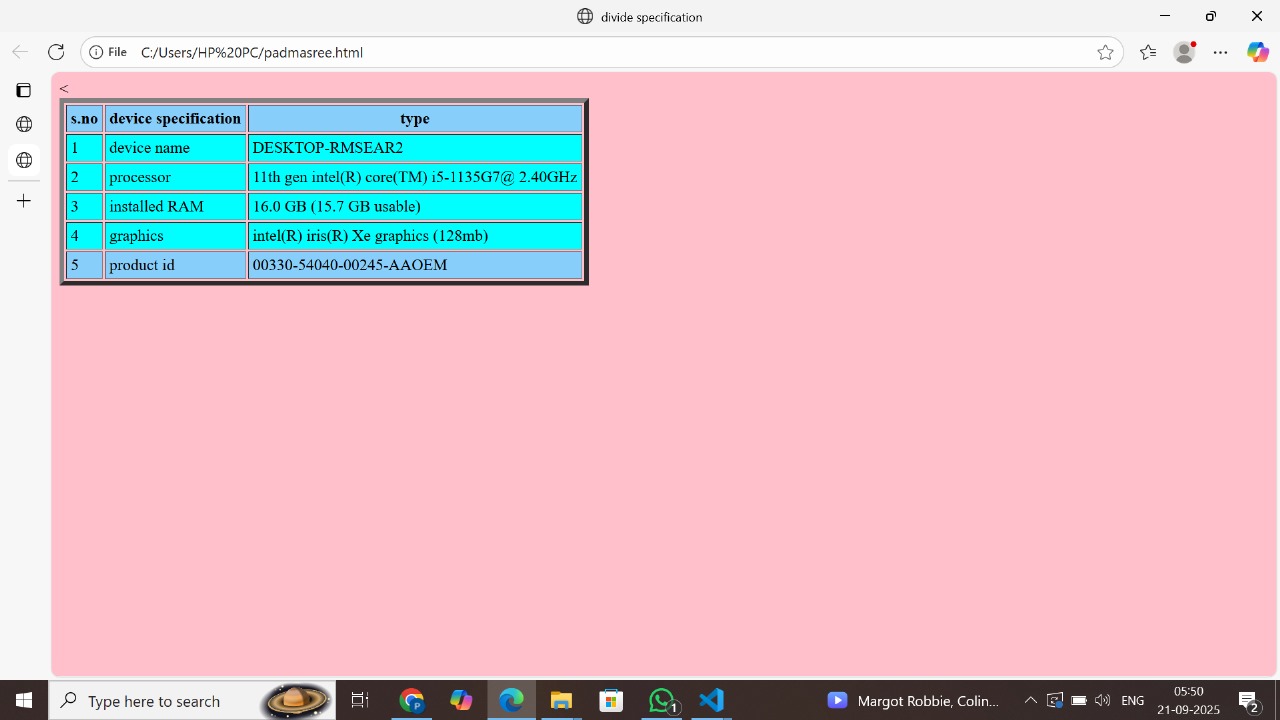 divide specification
File C:/Users/HP%20PC/padmasree.html
<
s.no device specification type
1 device name DESKTOP-RMSEAR2
2 processor 11th gen intel(R) core(TM) i5-1135G7@ 2.40GHz
3 installed RAM 16.0 GB (15.7 GB usable)
4 graphics intel(R) iris(R) Xe graphics (128mb)
5 product id 00330-54040-00245-AAOEM
Type here to search
P
1
Margot Robbie, Colin...
ENG
05:50
21-09-2025
2